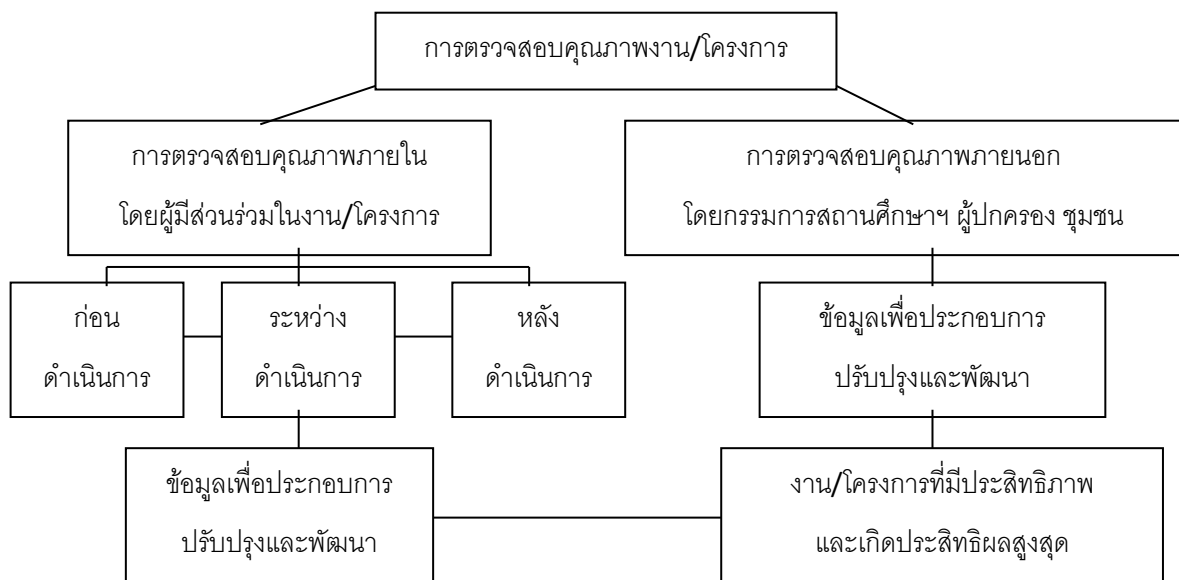 การตรวจสอบคุณภาพงาน/โครงการ
การตรวจสอบคุณภาพภายใน
โดยผู้มีส่วนร่วมในงาน/โครงการ
การตรวจสอบคุณภาพภายนอก
โดยกรรมการสถานศึกษาฯ ผู้ปกครอง ชุมชน
ก่อน
ดำเนินการ
ระหว่าง
ดำเนินการ
หลัง
ดำเนินการ
ข้อมูลเพื่อประกอบการ
ปรับปรุงและพัฒนา
ข้อมูลเพื่อประกอบการ
ปรับปรุงและพัฒนา
งาน/โครงการที่มีประสิทธิภาพ
และเกิดประสิทธิผลสูงสุด